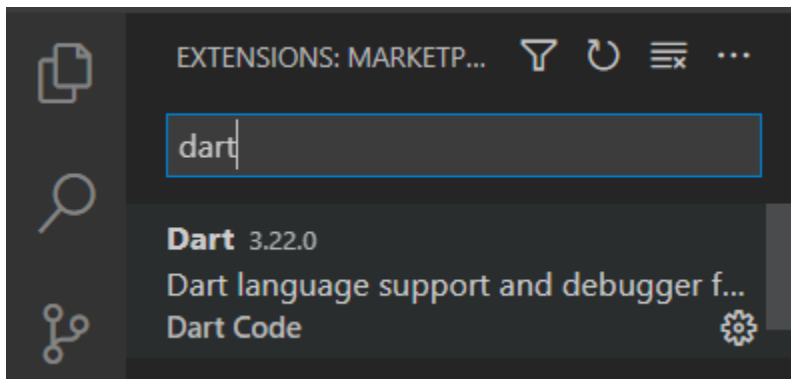 EXTENSIONS: MARKETP...
dart
Dart 3.22.0
Dart language support and debugger f...
Dart Code